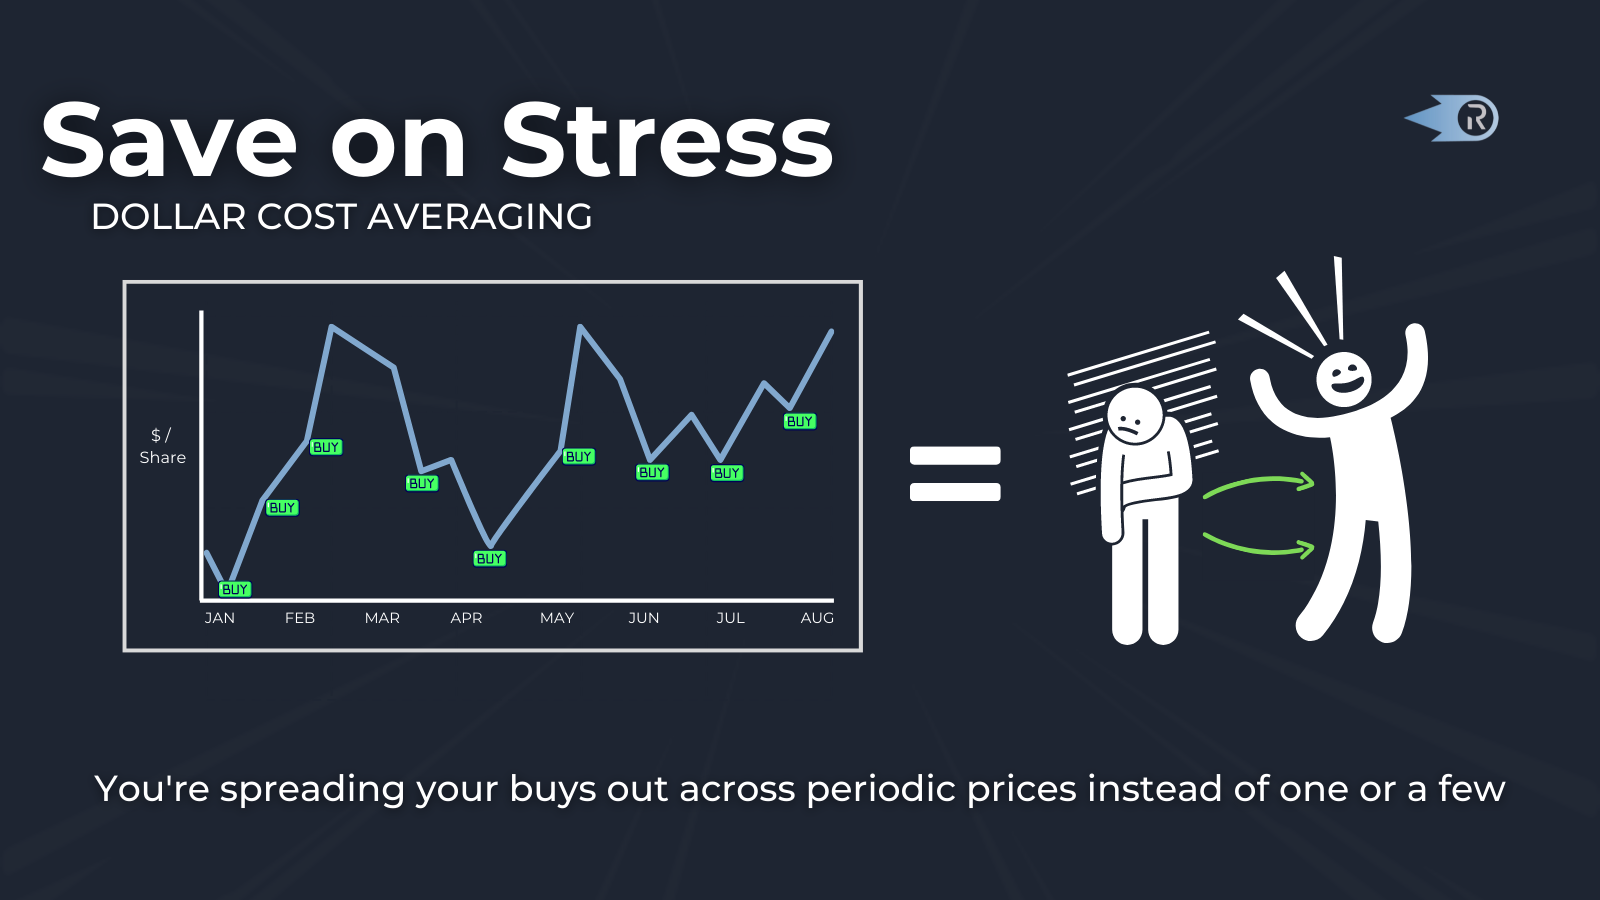 Save on Stress
DOLLAR COST AVERAGING
R
$ /
Share
BUY
BUY
BUY
BUY
BUY
BUY
BUY
BUY
BUY
JAN FEB MAR APR MAY JUN JUL AUG
You're spreading your buys out across periodic prices instead of one or a few